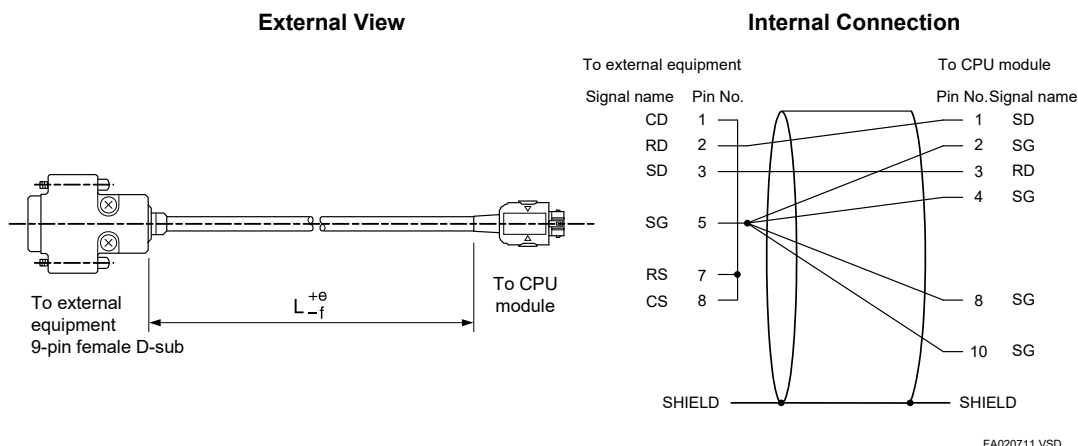 External View
Internal Connection
To external equipment
To CPU module
Signal name Pin No.
Pin No. Signal name
CD 1
1 SD
RD 2
2 SG
SD 3
3 RD
4 SG
SG 5
RS 7
CS 8
8 SG
10 SG
SHIELD
SHIELD
To external
equipment
9-pin female D-sub
L +e -f
To CPU
module
FA020711.VSD